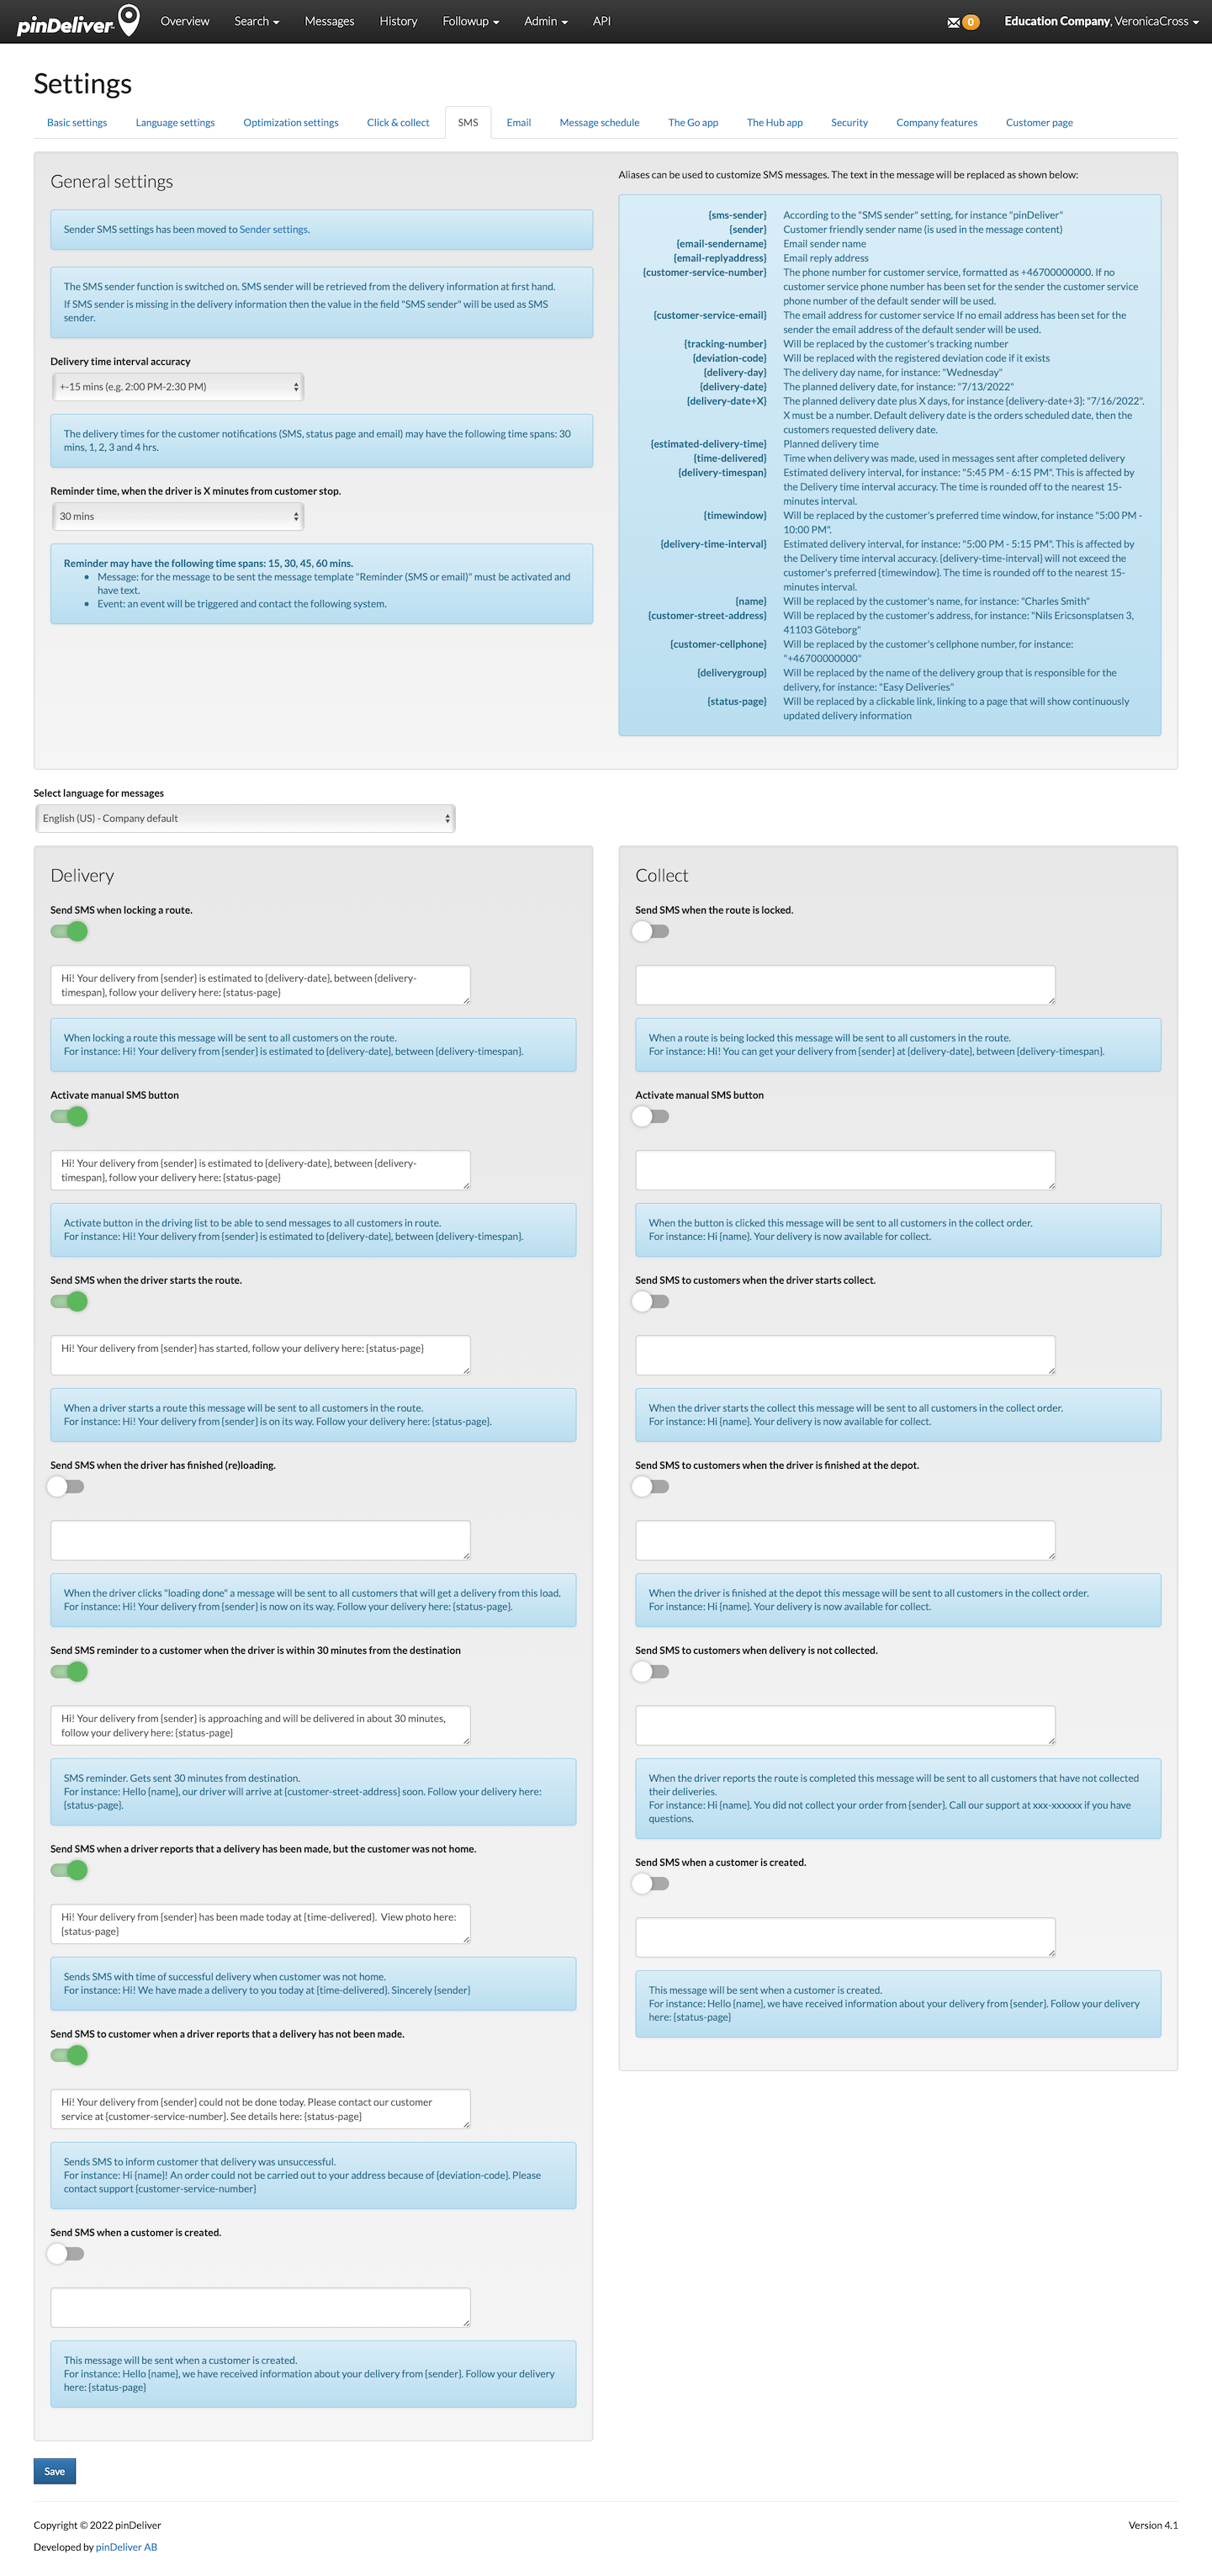 pinDeliver
Overview
Search
Messages
History
Followup
Admin
API
0
Education Company, VeronicaCross
Settings
Basic settings
Language settings
Optimization settings
Click & collect
SMS
Email
Message schedule
The Go app
The Hub app
Security
Company features
Customer page
General settings
Sender SMS settings has been moved to Sender settings.
The SMS sender function is switched on. SMS sender will be retrieved from the delivery information at first hand.
If SMS sender is missing in the delivery information then the value in the field "SMS sender" will be used as SMS
sender.
Delivery time interval accuracy
+-15 mins (e.g. 2:00 PM-2:30 PM)
The delivery times for the customer notifications (SMS, status page and email) may have the following time spans: 30
mins, 1, 2, 3 and 4 hrs.
Reminder time, when the driver is X minutes from customer stop.
30 mins
Reminder may have the following time spans: 15, 30, 45, 60 mins.
Message: for the message to be sent the message template "Reminder (SMS or email)" must be activated and
have text.
Event: an event will be triggered and contact the following system.
Aliases can be used to customize SMS messages. The text in the message will be replaced as shown below:
{sms-sender} According to the "SMS sender" setting, for instance "pinDeliver"
{sender} Customer friendly sender name (is used in the message content)
{email-sendername} Email sender name
{email-replyaddress} Email reply address
{customer-service-number} The phone number for customer service, formatted as +46700000000. If no
customer service phone number has been set for the sender the customer service
phone number of the default sender will be used.
{customer-service-email} The email address for customer service If no email address has been set for the
sender the email address of the default sender will be used.
{tracking-number} Will be replaced by the customer's tracking number
{deviation-code} Will be replaced with the registered deviation code if it exists
{delivery-day} The delivery day name, for instance: "Wednesday"
{delivery-date} The planned delivery date, for instance: "7/13/2022"
{delivery-date+X} The planned delivery date plus X days, for instance {delivery-date+3}: "7/16/2022".
X must be a number. Default delivery date is the orders scheduled date, then the
customers requested delivery date.
{estimated-delivery-time} Planned delivery time
{time-delivered} Time when delivery was made, used in messages sent after completed delivery
{delivery-timespan} Estimated delivery interval, for instance: "5:45 PM - 6:15 PM". This is affected by
the Delivery time interval accuracy. The time is rounded off to the nearest 15-
minutes interval.
{timewindow} Will be replaced by the customer's preferred time window, for instance "5:00 PM -
10:00 PM".
{delivery-time-interval} Estimated delivery interval, for instance: "5:00 PM - 5:15 PM". This is affected by
the Delivery time interval accuracy. {delivery-time-interval} will not exceed the
customer's preferred {timewindow}. The time is rounded off to the nearest 15-
minutes interval.
{name} Will be replaced by the customer's name, for instance: "Charles Smith"
{customer-street-address} Will be replaced by the customer's address, for instance: "Nils Ericsonsplatsen 3,
41103 Göteborg"
{customer-cellphone} Will be replaced by the customer's cellphone number, for instance:
"+46700000000"
{deliverygroup} Will be replaced by the name of the delivery group that is responsible for the
delivery, for instance: "Easy Deliveries"
{status-page} Will be replaced by a clickable link, linking to a page that will show continuously
updated delivery information
Select language for messages
English (US) - Company default
Delivery
Send SMS when locking a route.
Hi! Your delivery from {sender} is estimated to {delivery-date}, between {delivery-
timespan}, follow your delivery here: {status-page}
When locking a route this message will be sent to all customers on the route.
For instance: Hi! Your delivery from {sender} is estimated to {delivery-date}, between {delivery-timespan}.
Activate manual SMS button
Hi! Your delivery from {sender} is estimated to {delivery-date}, between {delivery-
timespan}, follow your delivery here: {status-page}
Activate button in the driving list to be able to send messages to all customers in route.
For instance: Hi! Your delivery from {sender} is estimated to {delivery-date}, between {delivery-timespan}.
Send SMS when the driver starts the route.
Hi! Your delivery from {sender} has started, follow your delivery here: {status-page}
When a driver starts a route this message will be sent to all customers in the route.
For instance: Hi! Your delivery from {sender} is on its way. Follow your delivery here: {status-page}.
Send SMS when the driver has finished (re)loading.
When the driver clicks "loading done" a message will be sent to all customers that will get a delivery from this load.
For instance: Hi! Your delivery from {sender} is now on its way. Follow your delivery here: {status-page}.
Send SMS reminder to a customer when the driver is within 30 minutes from the destination
Hi! Your delivery from {sender} is approaching and will be delivered in about 30 minutes,
follow your delivery here: {status-page}
SMS reminder. Gets sent 30 minutes from destination.
For instance: Hello {name}, our driver will arrive at {customer-street-address} soon. Follow your delivery here:
{status-page}.
Send SMS when a driver reports that a delivery has been made, but the customer was not home.
Hi! Your delivery from {sender} has been made today at {time-delivered}.  View photo here:
{status-page}
Sends SMS with time of successful delivery when customer was not home.
For instance: Hi! We have made a delivery to you today at {time-delivered}. Sincerely {sender}
Send SMS to customer when a driver reports that a delivery has not been made.
Hi! Your delivery from {sender} could not be done today. Please contact our customer
service at {customer-service-number}. See details here: {status-page}
Sends SMS to inform customer that delivery was unsuccessful.
For instance: Hi {name}! An order could not be carried out to your address because of {deviation-code}. Please
contact support {customer-service-number}
Send SMS when a customer is created.
This message will be sent when a customer is created.
For instance: Hello {name}, we have received information about your delivery from {sender}. Follow your delivery
here: {status-page}
Collect
Send SMS when the route is locked.
When a route is being locked this message will be sent to all customers in the route.
For instance: Hi! You can get your delivery from {sender} at {delivery-date}, between {delivery-timespan}.
Activate manual SMS button
When the button is clicked this message will be sent to all customers in the collect order.
For instance: Hi {name}. Your delivery is now available for collect.
Send SMS to customers when the driver starts collect.
When the driver starts the collect this message will be sent to all customers in the collect order.
For instance: Hi {name}. Your delivery is now available for collect.
Send SMS to customers when the driver is finished at the depot.
When the driver is finished at the depot this message will be sent to all customers in the collect order.
For instance: Hi {name}. Your delivery is now available for collect.
Send SMS to customers when delivery is not collected.
When the driver reports the route is completed this message will be sent to all customers that have not collected
their deliveries.
For instance: Hi {name}. You did not collect your order from {sender}. Call our support at xxx-xxxxxx if you have
questions.
Send SMS when a customer is created.
This message will be sent when a customer is created.
For instance: Hello {name}, we have received information about your delivery from {sender}. Follow your delivery
here: {status-page}
Save
Copyright © 2022 pinDeliver
Version 4.1
Developed by pinDeliver AB